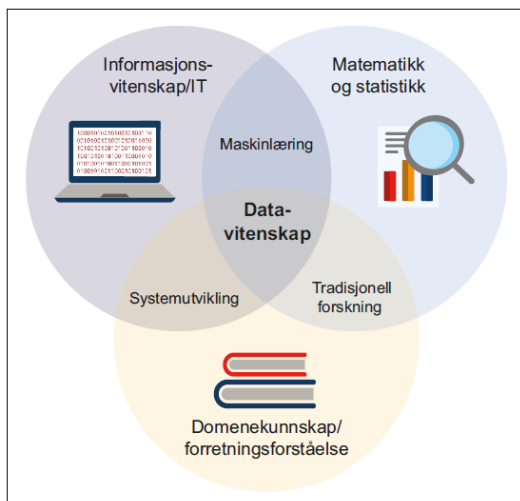 Informasjons-
vitenskap/IT
Matematikk
og statistikk
Maskinlæring
Data-
vitenskap
Systemutvikling
Tradisjonell
forskning
Domenekunnskap/
forretningsforståelse